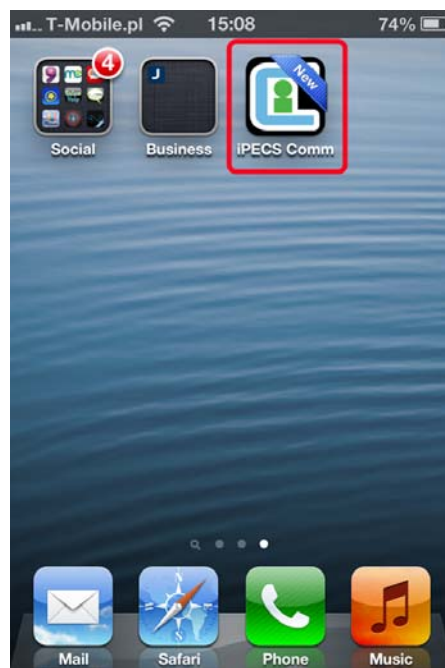 T-Mobile.pl 15:08 74%
4
J
New
Social Business iPECS Comm
Mail Safari Phone Music